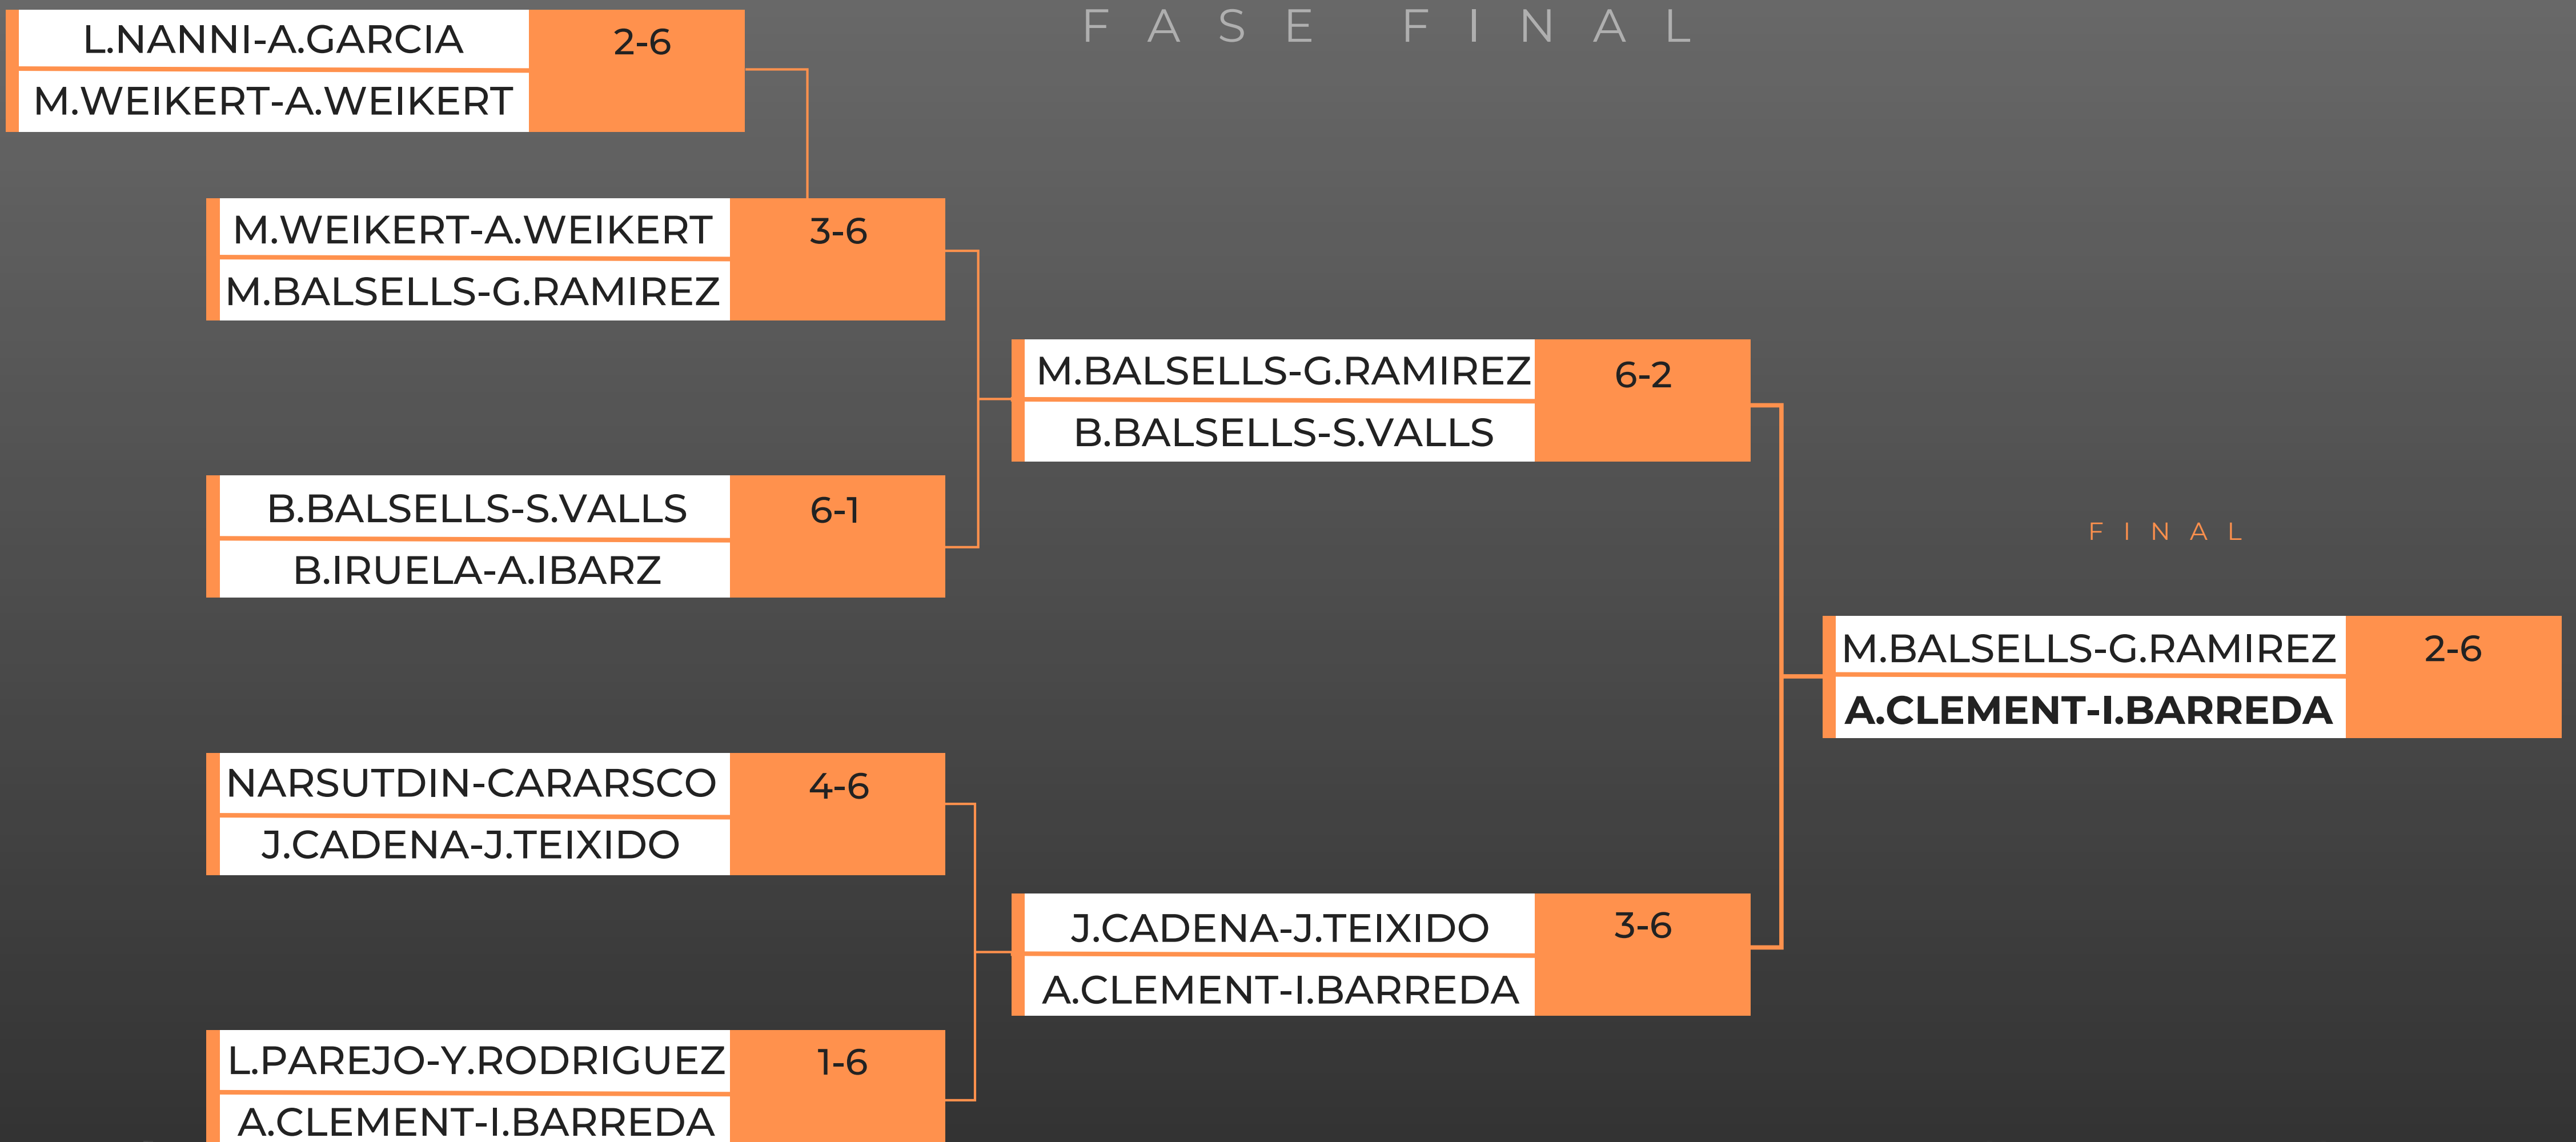 FASE FINAL
L.NANNI-A.GARCIA 2-6
M.WEIKERT-A.WEIKERT
M.WEIKERT-A.WEIKERT 3-6
M.BALSELLS-G.RAMIREZ
M.BALSELLS-G.RAMIREZ 6-2
B.BALSELLS-S.VALLS
B.BALSELLS-S.VALLS 6-1
B.IRUELA-A.IBARZ
FINAL
M.BALSELLS-G.RAMIREZ 2-6
A.CLEMENT-I.BARREDA
NARSUTDIN-CARARSCO 4-6
J.CADENA-J.TEIXIDO
J.CADENA-J.TEIXIDO 3-6
A.CLEMENT-I.BARREDA
L.PAREJO-Y.RODRIGUEZ 1-6
A.CLEMENT-I.BARREDA